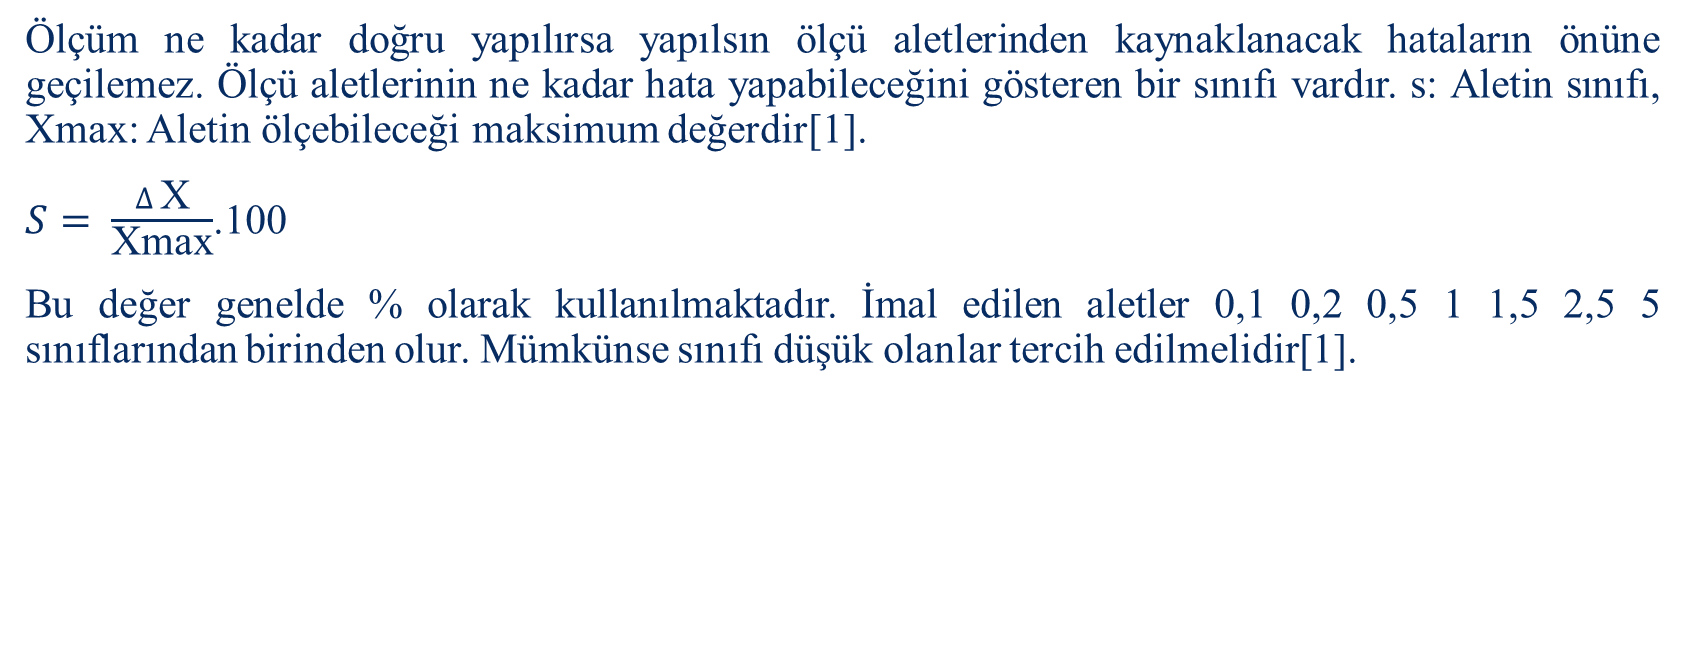 Ölçüm ne kadar doğru yapılırsa yapılsın ölçü aletlerinden kaynaklanacak hataların önüne
geçilemez. Ölçü aletlerinin ne kadar hata yapabileceğini gösteren bir sınıfı vardır. s: Aletin sınıfı,
Xmax: Aletin ölçebileceği maksimum değerdir[1].
S = ΔX/Xmax .100
Bu değer genelde % olarak kullanılmaktadır. İmal edilen aletler 0,1 0,2 0,5 1 1,5 2,5 5
sınıflarından birinden olur. Mümkünse sınıfı düşük olanlar tercih edilmelidir[1].